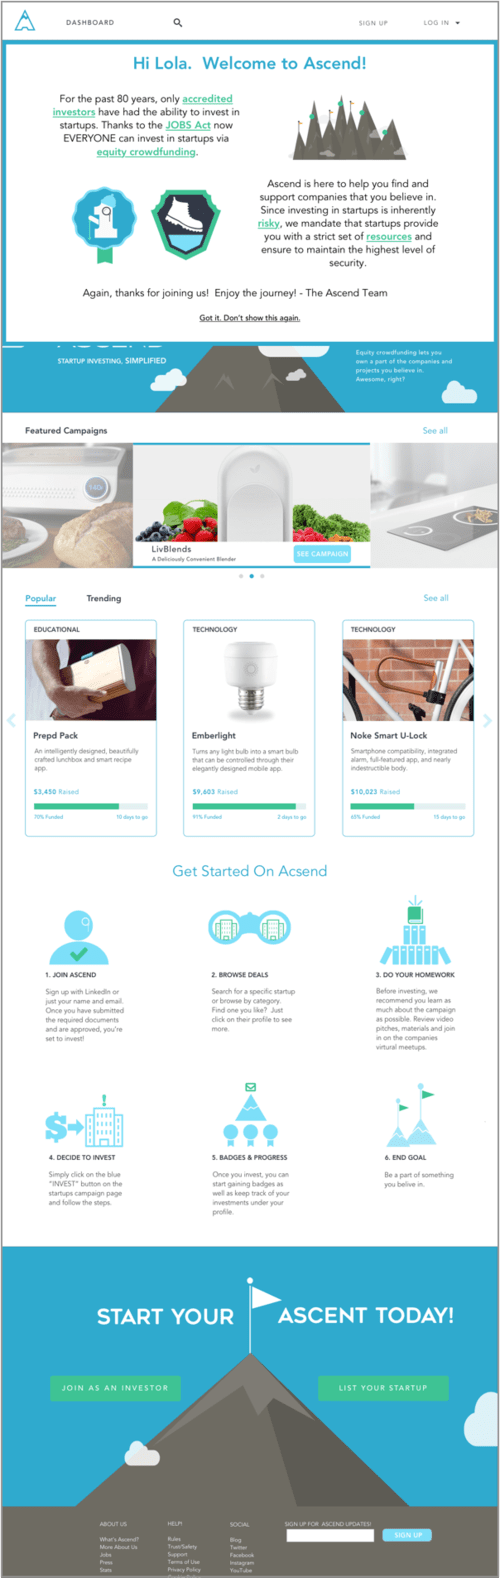 DASHBOARD
SIGN UP
LOG IN
Hi Lola. Welcome to Ascend!
For the past 80 years, only accredited
investors have had the ability to invest in
startups. Thanks to the JOBS Act now
EVERYONE can invest in startups via
equity crowdfunding.
Ascend is here to help you find and
support companies that you believe in.
Since investing in startups is inherently
risky, we mandate that startups provide
you with a strict set of resources and
ensure to maintain the highest level of
security.
Again, thanks for joining us! Enjoy the journey! - The Ascend Team
Got it. Don't show this again.
ASCEND
STARTUP INVESTING, SIMPLIFIED
Equity crowdfunding lets you
own a part of the companies and
projects you believe in.
Awesome, right?
Featured Campaigns
See all
LivBlends
A Deliciously Convenient Blender
SEE CAMPAIGN
Popular
Trending
See all
EDUCATIONAL
Prepd Pack
An intelligently designed, beautifully
crafted lunchbox and smart recipe
app.
$3,450 Raised
70% Funded
10 days to go
TECHNOLOGY
Emberlight
Turns any light bulb into a smart bulb
that can be controlled through their
elegantly designed mobile app.
$9,603 Raised
91% Funded
2 days to go
TECHNOLOGY
Noke Smart U-Lock
Smartphone compatibility, integrated
alarm, full-featured app, and nearly
indestructible body.
$10,023 Raised
65% Funded
15 days to go
Get Started On Acsend
1. JOIN ASCEND
Sign up with LinkedIn or
just your name and email.
Once you have submitted
the required documents
and are approved, you're
set to invest!
2. BROWSE DEALS
Search for a specific startup
or browse by category.
Find one you like? Just
click on their profile to see
more.
3. DO YOUR HOMEWORK
Before investing, we
recommend you learn as
much about the campaign
as possible. Review video
pitches, materials and join
in on the companies
virtural meetups.
4. DECIDE TO INVEST
Simply click on the blue
"INVEST" button on the
startups campaign page
and follow the steps.
5. BADGES & PROGRESS
Once you invest, you can
start gaining badges as
well as keep track of your
investments under your
profile.
6. END GOAL
Be a part of something
you belive in.
START YOUR ASCENT TODAY!
JOIN AS AN INVESTOR
LIST YOUR STARTUP
ABOUT US
What's Ascend?
More About Us
Jobs
Press
Stats
HELP!
Rules
Trust/Safety
Support
Terms of Use
Privacy Policy
SOCIAL
Blog
Twitter
Facebook
Instagram
YouTube
SIGN UP FOR ASCEND UPDATES!
SIGN UP